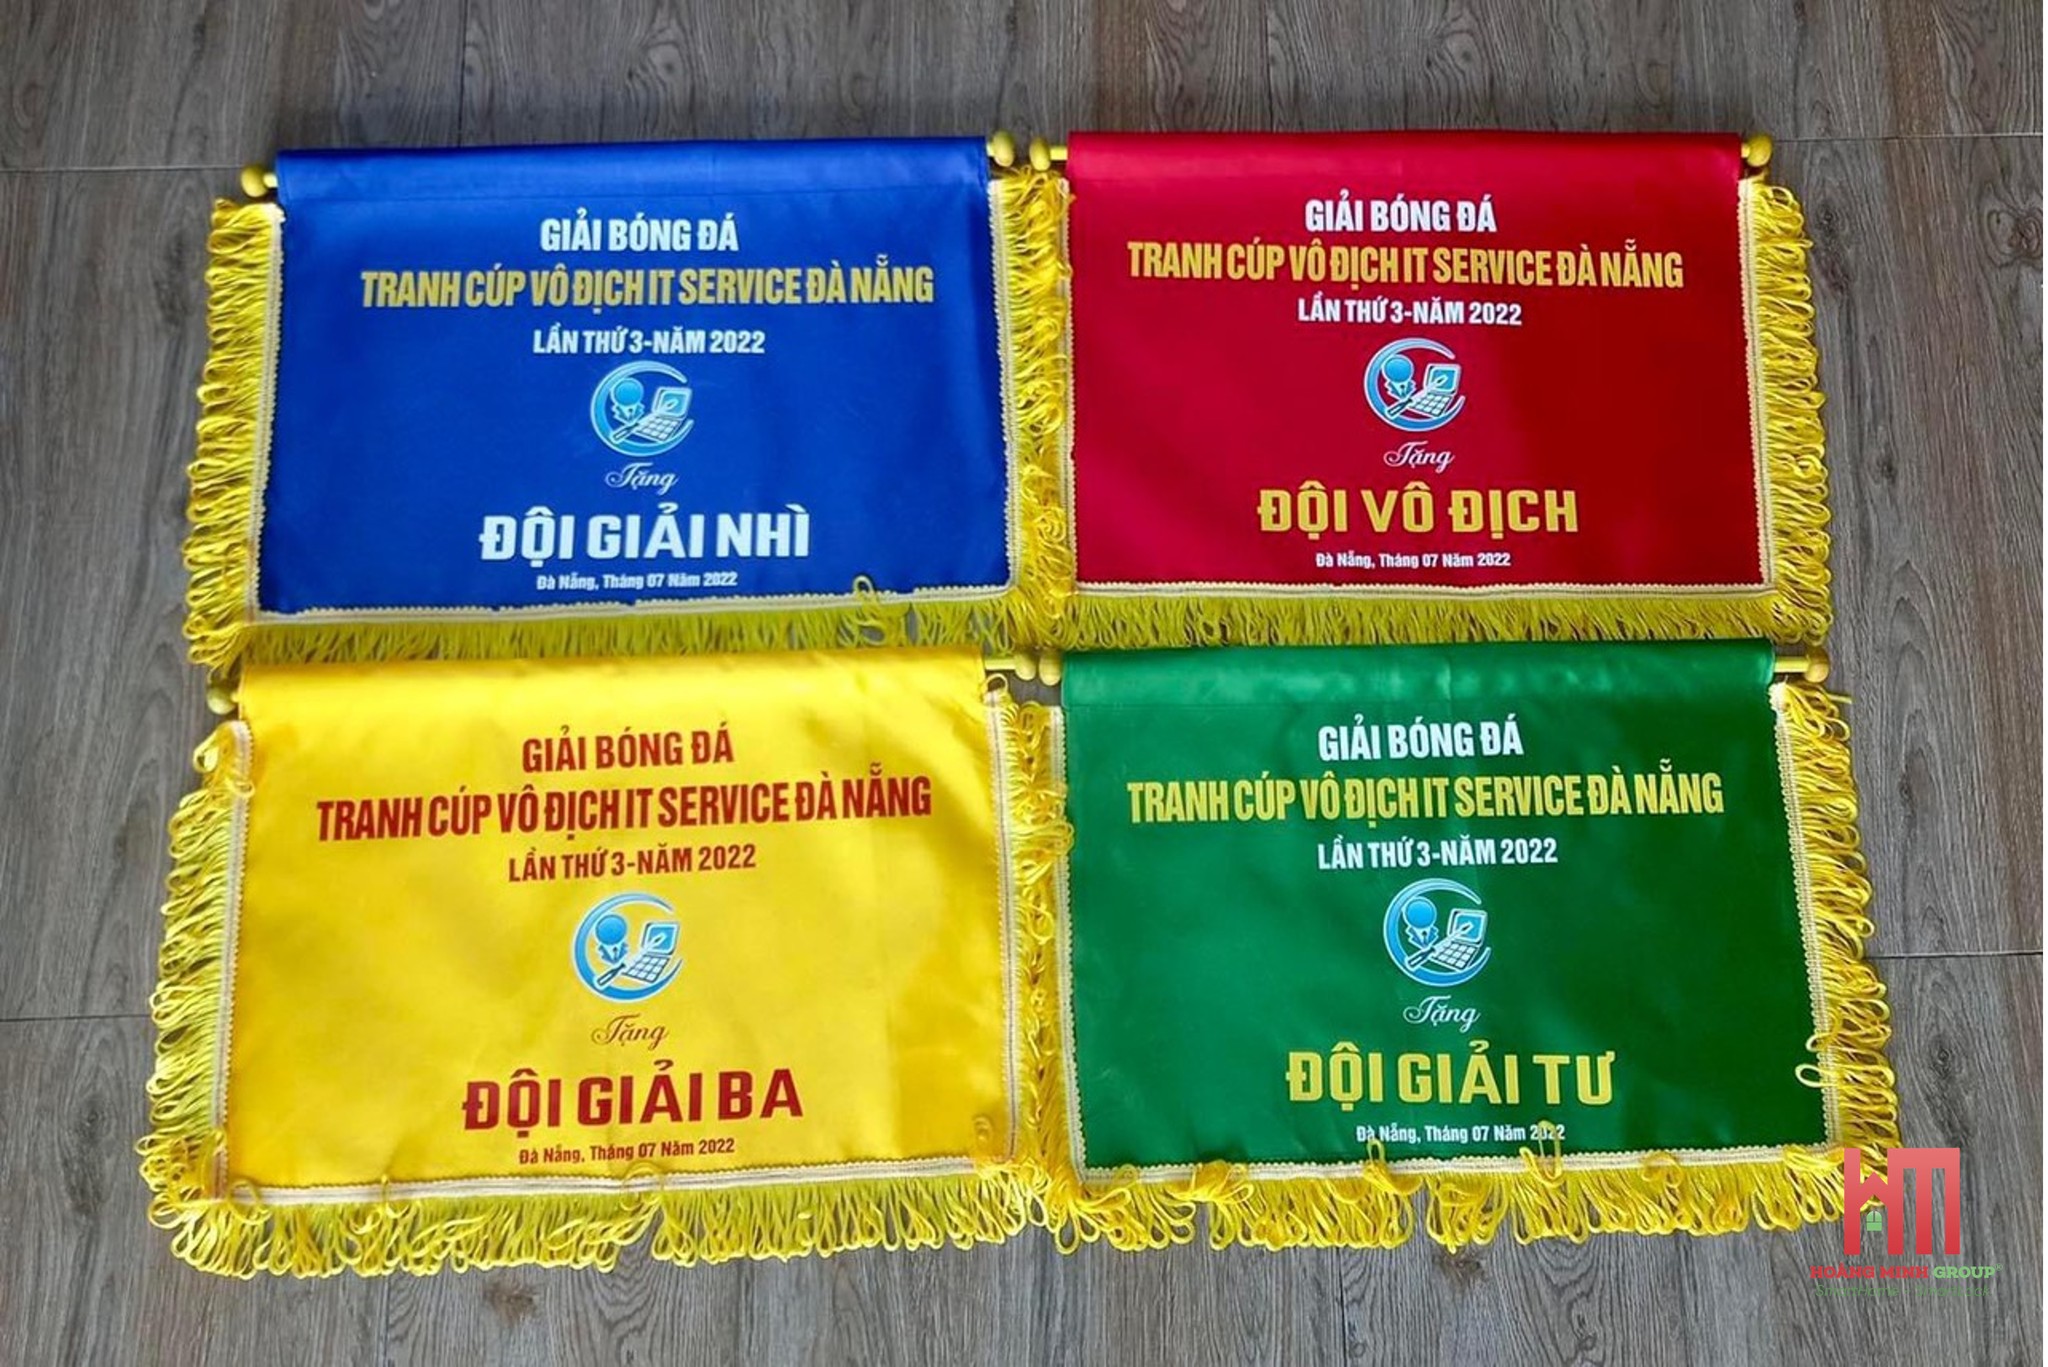 GIẢI BÓNG ĐÁ
TRANH CÚP VÔ ĐỊCH IT SERVICE ĐÀ NẴNG
LẦN THỨ 3-NĂM 2022
Tặng
ĐỘI GIẢI NHÌ
Đà Nẵng, Tháng 07 Năm 2022
GIẢI BÓNG ĐÁ
TRANH CÚP VÔ ĐỊCH IT SERVICE ĐÀ NẴNG
LẦN THỨ 3-NĂM 2022
Tặng
ĐỘI VÔ ĐỊCH
Đà Nẵng, Tháng 07 Năm 2022
GIẢI BÓNG ĐÁ
TRANH CÚP VÔ ĐỊCH IT SERVICE ĐÀ NẴNG
LẦN THỨ 3-NĂM 2022
Tặng
ĐỘI GIẢI BA
Đà Nẵng, Tháng 07 Năm 2022
GIẢI BÓNG ĐÁ
TRANH CÚP VÔ ĐỊCH IT SERVICE ĐÀ NẴNG
LẦN THỨ 3-NĂM 2022
Tặng
ĐỘI GIẢI TƯ
Đà Nẵng, Tháng 07 Năm 2022
HM
HOÀNG MINH GROUP